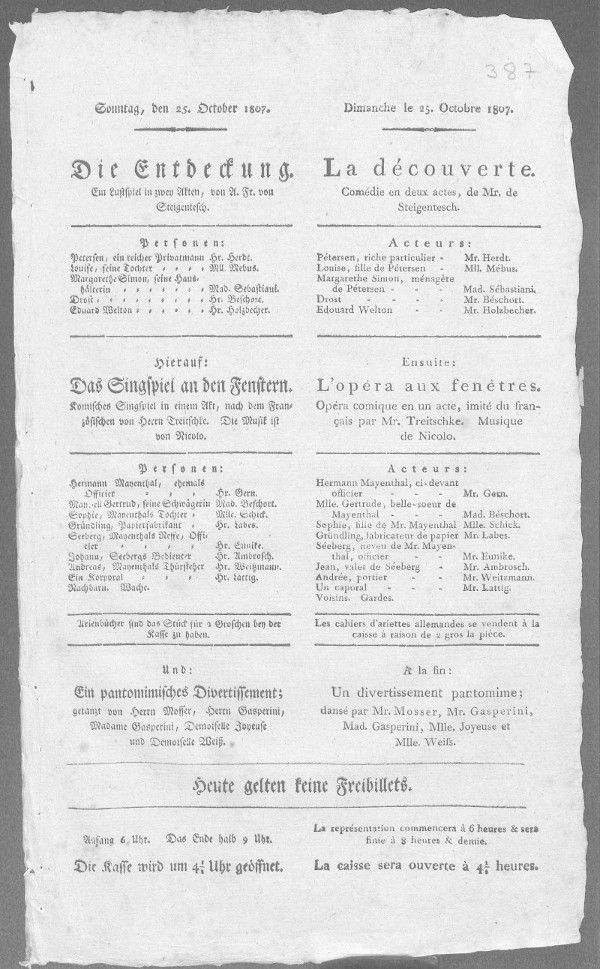 387
Sonntag, den 25. October 1807.
Die Entdeckung.
Ein Lustspiel in zwey Akten, von A. Fr. von
Steigentesch.
Personen:
Petersen, ein reicher Privatmann Hr. Herdt.
Louise, seine Tochter Mll. Mebus.
Margarethe Simon, seine Haus-
hälterin Mad. Sebastiani.
Drost Hr. Beschort.
Eduard Welton Hr. Holzbecher.
Hierauf:
Das Singspiel an den Fenstern.
Komisches Singspiel in einem Akt, nach dem Fran-
zösischen von Herrn Treitschke. Die Musik ist
von Nicolo.
Personen:
Hermann Mayenthal, ehemals
Officier Hr. Gern.
Gertrud, seine Schwägerin Mad. Beschort.
Sophie, Mayenthals Tochter Mlle. Schick.
Gründling, Papierfabrikant Hr. Labes.
Seeberg, Mayenthals Neffe, Offi-
cier Hr. Eunike.
Johann, Seebergs Bedienter Hr. Ambrosch.
Andreas, Mayenthals Thürsteher Hr. Weitzmann.
Ein Korporal Hr. Lattig.
Nachbarn. Wache.
Arienbücher sind das Stück für 2 Groschen bey der
Kasse zu haben.
Und:
Ein pantomimisches Divertissement;
getanzt von Herrn Mosser, Herrn Gasperini,
Madame Gasperini, Demoiselle Joyeuse
und Demoiselle Weiß.
Dimanche le 25. Octobre 1807.
La découverte.
Comédie en deux actes, de Mr. de
Steigentesch.
Acteurs:
Pétersen, riche particulier - Mr. Herdt.
Louise, fille de Pétersen - Mll. Mébus.
Margarethe Simon, ménagère
de Pétersen - - - Mad. Sébastiani.
Drost - - - - Mr. Béschort.
Edouard Welton - - Mr. Holzbecher.
Ensuite:
L'opéra aux fenêtres.
Opéra comique en un acte, imité du fran-
çais par Mr. Treitschke. Musique
de Nicolo.
Acteurs:
Hermann Mayenthal, ci-devant
officier - - - Mr. Gern.
Mlle. Gertrude, belle-soeur de
Mayenthal - - - Mad. Béschort.
Sophie, fille de Mr. Mayenthal Mlle. Schick.
Gründling, fabricateur de papier Mr. Labes.
Séeberg, neveu de Mr. Mayen-
thal, officier - - Mr. Eunike.
Jean, valet de Séeberg - Mr. Ambrosch.
Andrée, portier - - Mr. Weitzmann.
Un caporal - - - Mr. Lattig.
Voisins. Gardes.
Les cahiers d'ariettes allemandes se vendent à la
caisse à raison de 2 gros la pièce.
A la fin:
Un divertissement pantomime;
dansé par Mr. Mosser, Mr. Gasperini,
Mad. Gasperini, Mlle. Joyeuse et
Mlle. Weiſs.
Heute gelten keine Freibillets.
Anfang 6 Uhr. Das Ende halb 9 Uhr.
Die Kasse wird um 4½ Uhr geöffnet.
La représentation commencera à 6 heures & sera
finie à 8 heures & demie.
La caisse sera ouverte à 4½ heures.